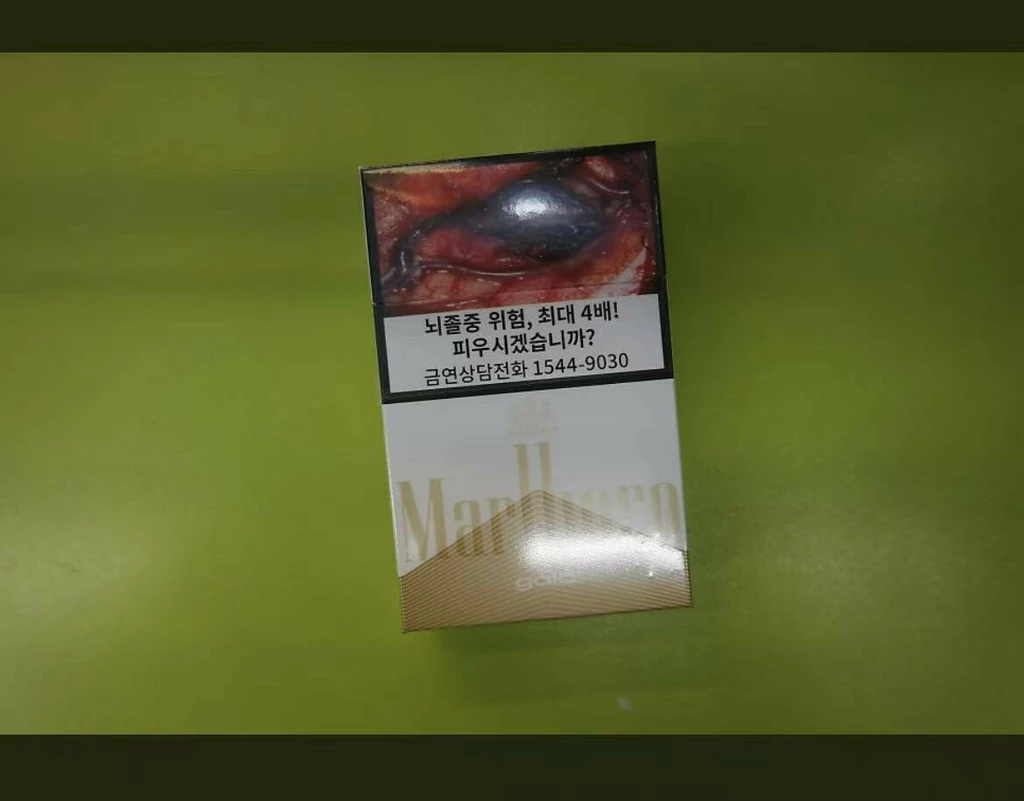 뇌졸중 위험, 최대 4배!
피우시겠습니까?
금연상담전화 1544-9030
Marlboro
gold